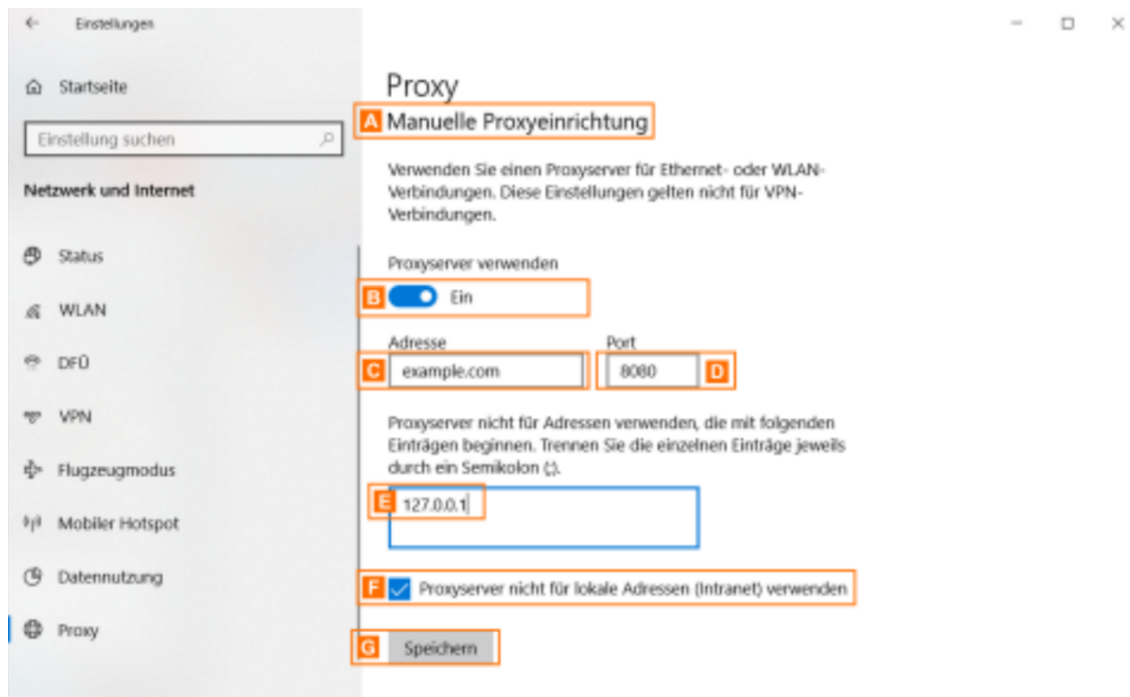 Einstellungen
Startseite
Einstellung suchen
Netzwerk und Internet
Status
WLAN
DFÜ
VPN
Flugzeugmodus
Mobiler Hotspot
Datennutzung
Proxy
Proxy
A Manuelle Proxyeinrichtung
Verwenden Sie einen Proxyserver für Ethernet- oder WLAN-
Verbindungen. Diese Einstellungen gelten nicht für VPN-
Verbindungen.
Proxyserver verwenden
B Ein
Adresse Port
C example.com 8080 D
Proxyserver nicht für Adressen verwenden, die mit folgenden
Einträgen beginnen. Trennen Sie die einzelnen Einträge jeweils
durch ein Semikolon (;).
E 127.0.0.1
F Proxyserver nicht für lokale Adressen (Intranet) verwenden
G Speichern